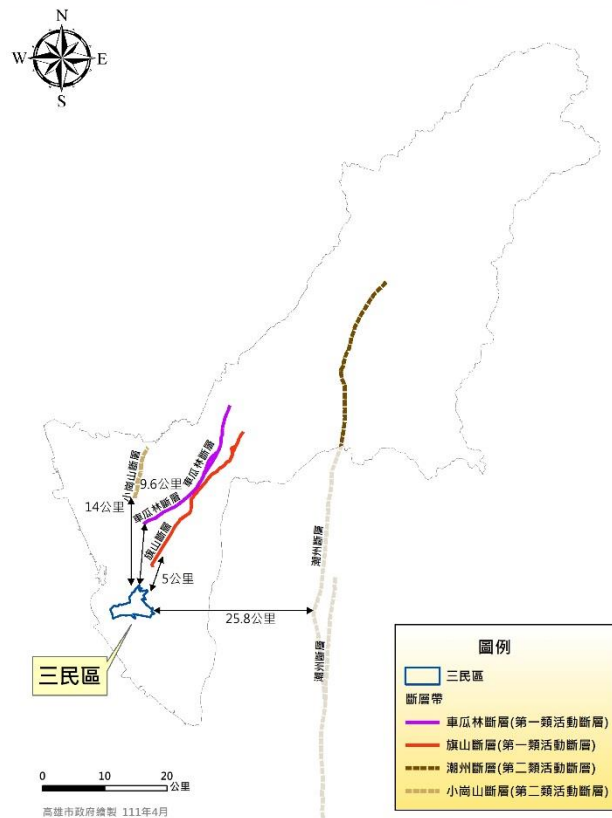 N
W
E
S
小崗山斷層
9.6公里
車瓜林斷層
14公里
車瓜林斷層
旗山斷層
5公里
潮州斷層
25.8公里
潮州斷層
三民區
圖例
三民區
斷層帶
車瓜林斷層(第一類活動斷層)
旗山斷層(第一類活動斷層)
潮州斷層(第二類活動斷層)
小崗山斷層(第二類活動斷層)
0 10 20
公里
高雄市政府繪製 111年4月